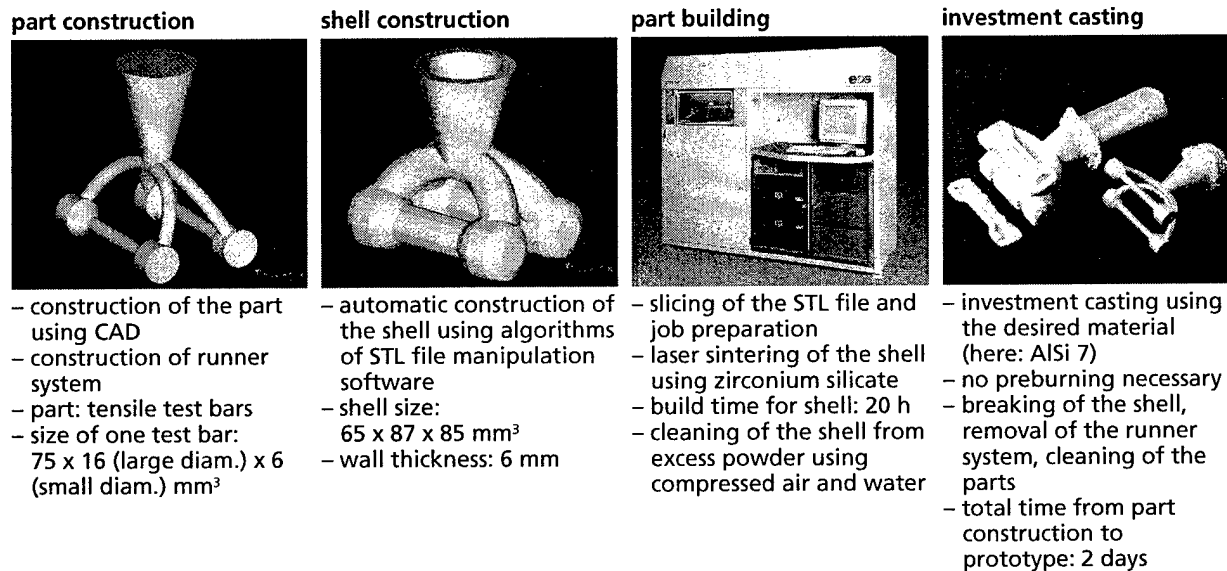 part construction
– construction of the part
using CAD
– construction of runner
system
– part: tensile test bars
– size of one test bar:
75 x 16 (large diam.) x 6
(small diam.) mm³
shell construction
– automatic construction of
the shell using algorithms
of STL file manipulation
software
– shell size:
65 x 87 x 85 mm³
– wall thickness: 6 mm
part building
eos
– slicing of the STL file and
job preparation
– laser sintering of the shell
using zirconium silicate
– build time for shell: 20 h
– cleaning of the shell from
excess powder using
compressed air and water
investment casting
– investment casting using
the desired material
(here: AlSi 7)
– no preburning necessary
– breaking of the shell,
removal of the runner
system, cleaning of the
parts
– total time from part
construction to
prototype: 2 days